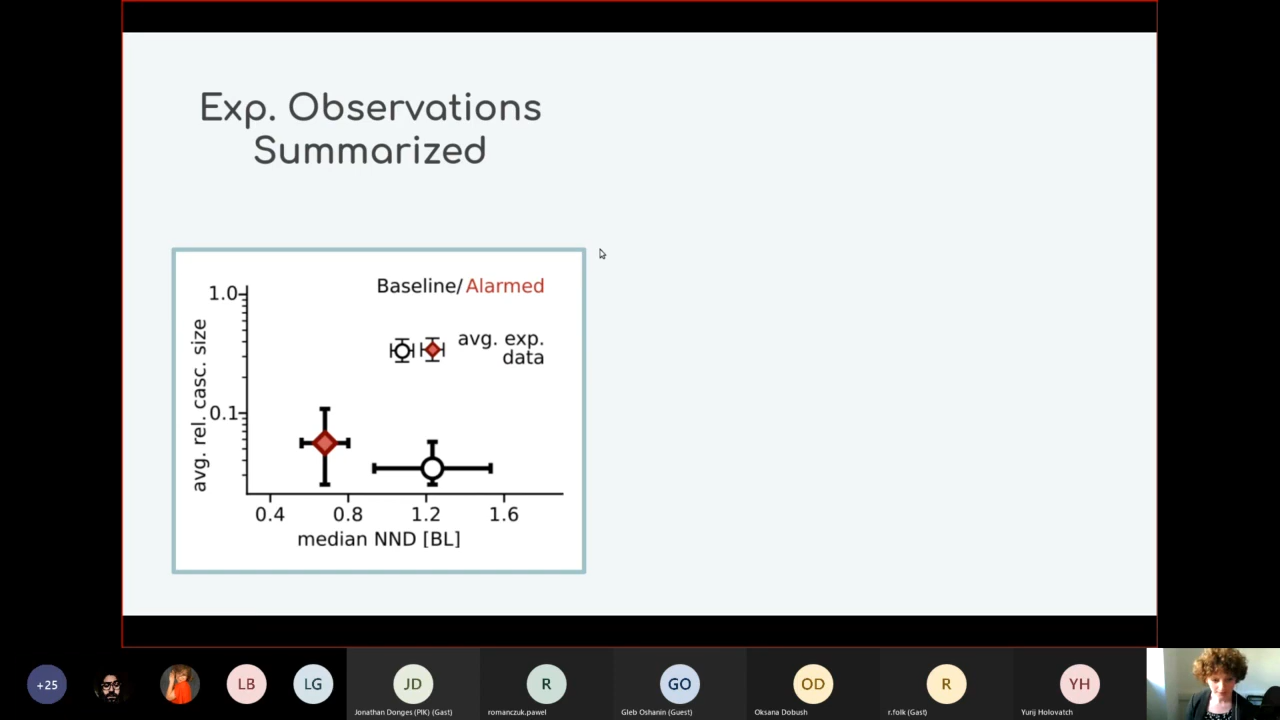 Exp. Observations
Summarized
Baseline/Alarmed
avg. exp.
data
avg. rel. casc. size
1.0
0.1
0.4 0.8 1.2 1.6
median NND [BL]
+25
LB
LG
JD
Jonathan Donges (PIK) (Gast)
R
romanczuk.pawel
GO
Gleb Oshanin (Guest)
OD
Oksana Dobush
R
r.folk (Gast)
YH
Yurij Holovatch